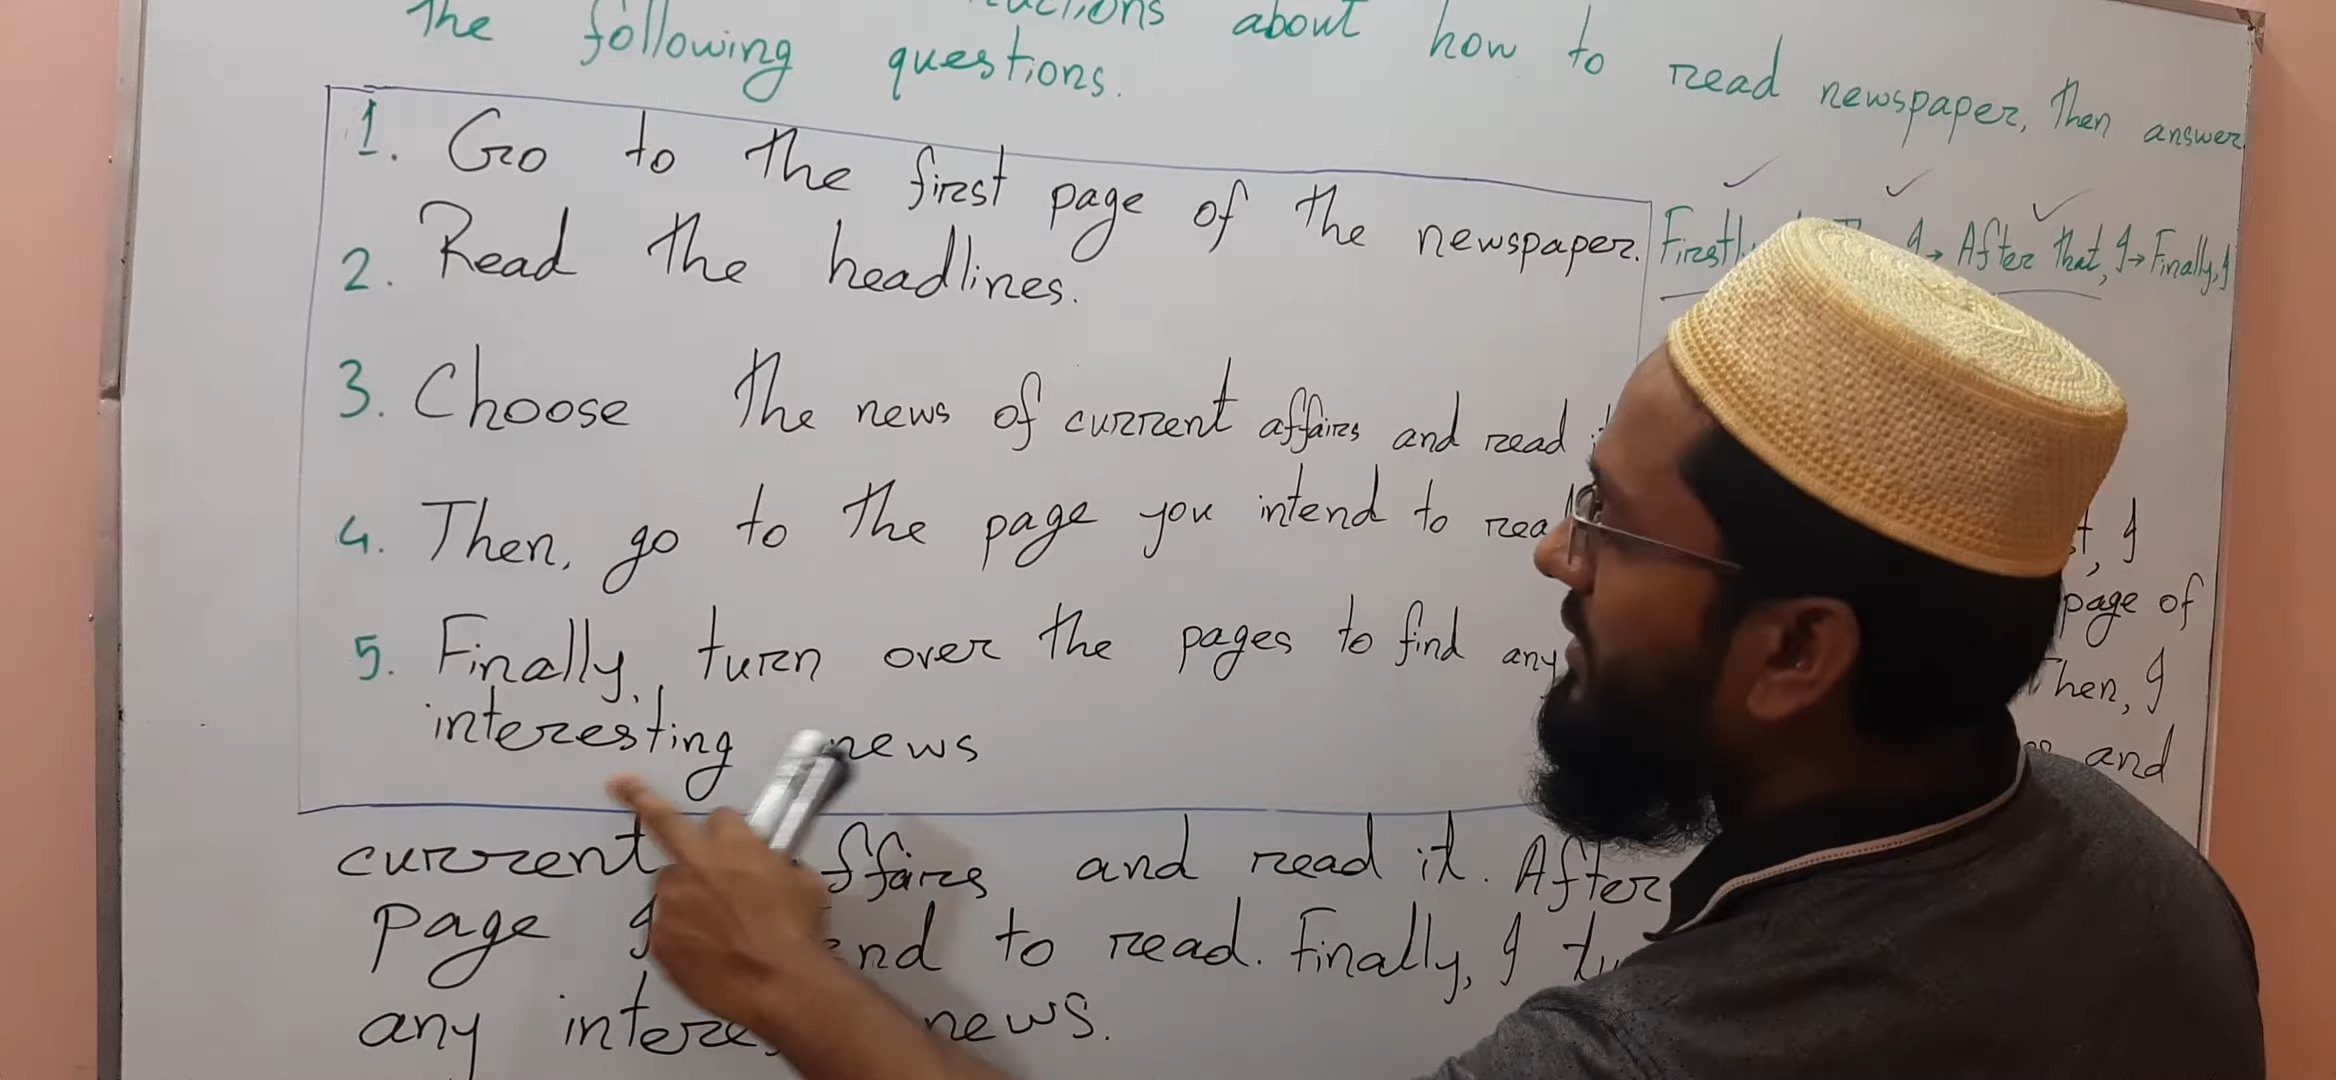 the following questions. about how to read newspaper, Then answer
1. Go to the first page of the newspaper.
After that, I → Finally, I
2. Read the headlines.
3. Choose the news of current affairs and read
4. Then, go to the page you intend to
5. Finally, turn over the pages to find any
interesting news
I
page of
Then, I
and
current affairs and read it. After
page I to read. Finally, I
any news.